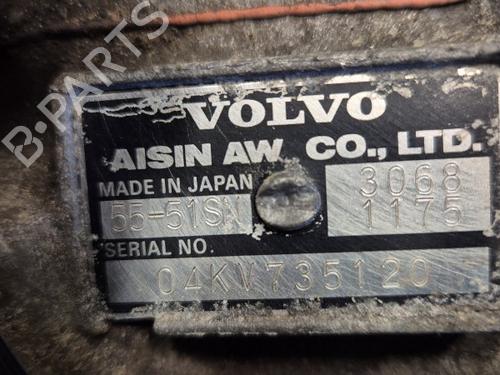 B-PARTS
VOLVO
AISIN AW CO., LTD.
MADE IN JAPAN 3068
55-51SN 1175
SERIAL NO.
04KV735120